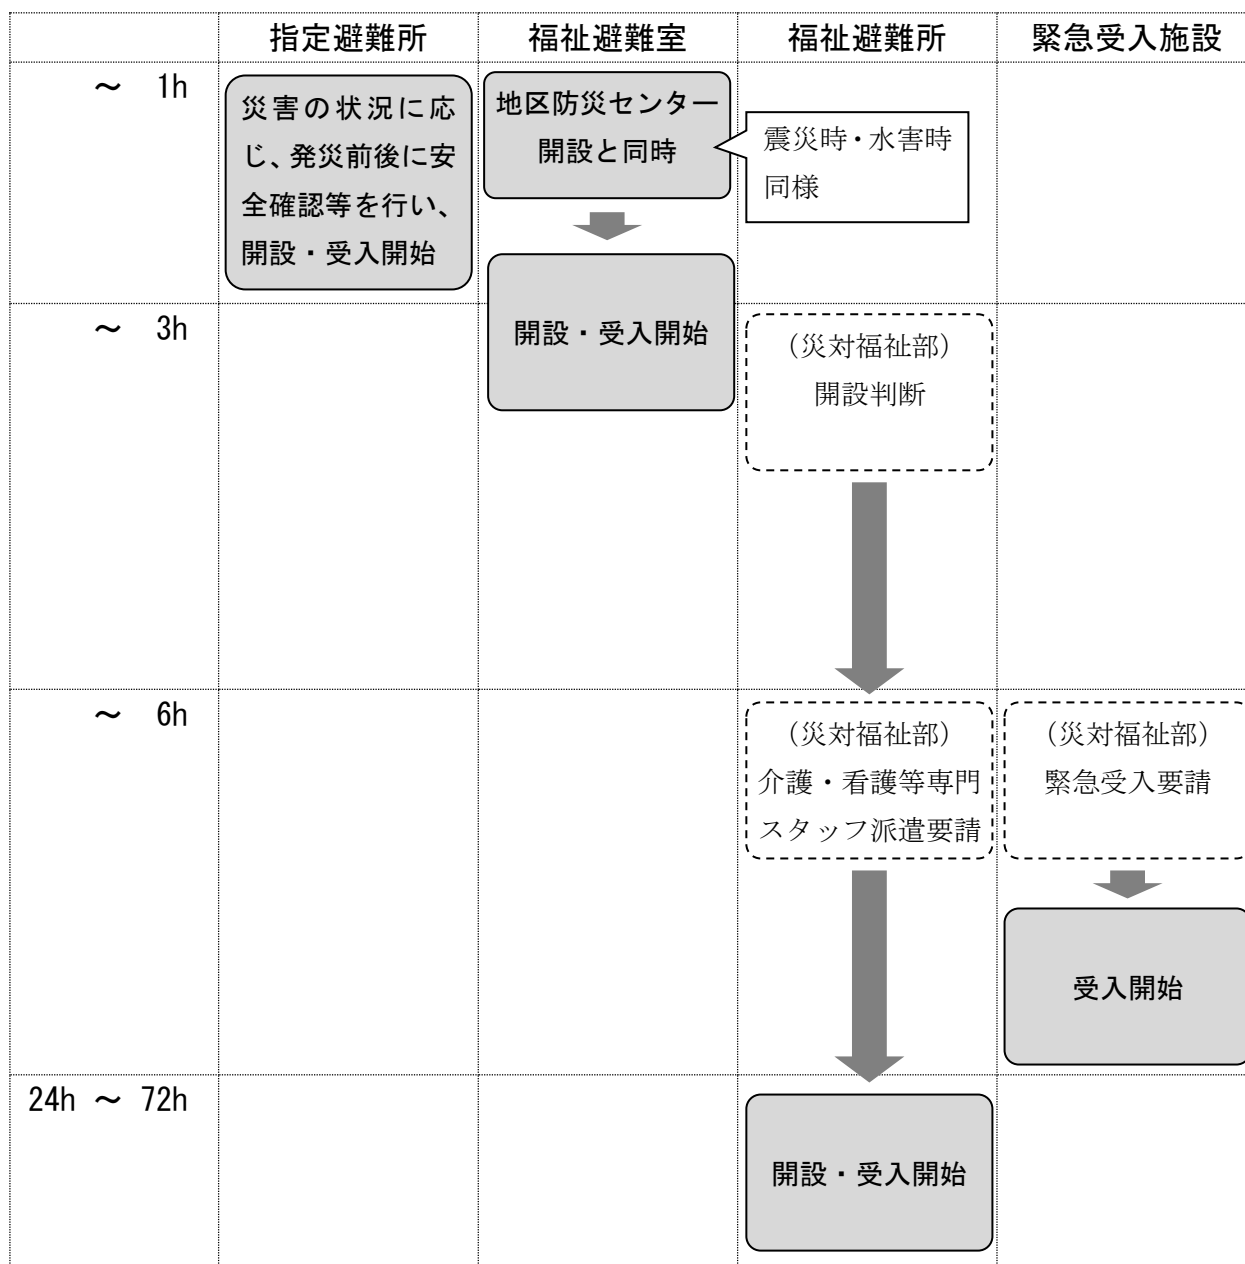 指定避難所
福祉避難室
福祉避難所
緊急受入施設
～ 1h
災害の状況に応
じ、発災前後に安
全確認等を行い、
開設・受入開始
地区防災センター
開設と同時
震災時・水害時
同様
開設・受入開始
～ 3h
（災対福祉部）
開設判断
～ 6h
（災対福祉部）
介護・看護等専門
スタッフ派遣要請
（災対福祉部）
緊急受入要請
受入開始
24h ～ 72h
開設・受入開始